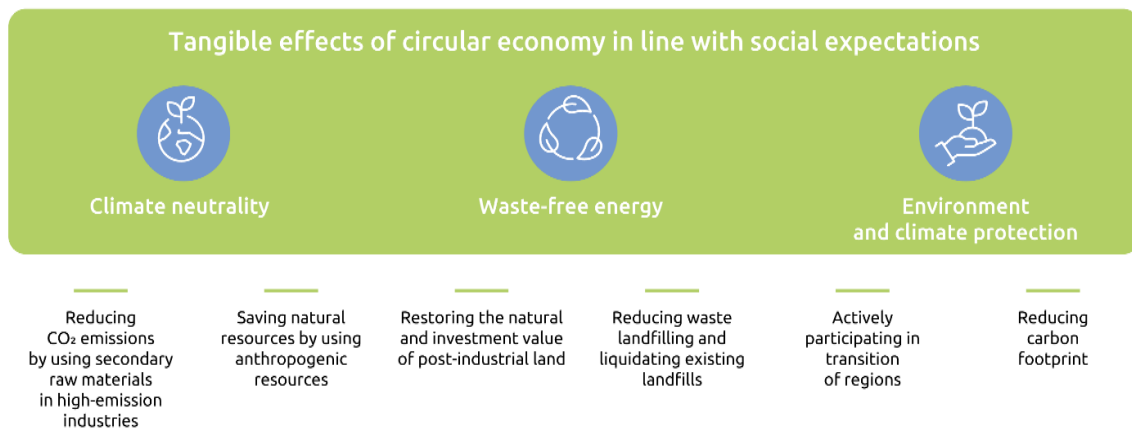 Tangible effects of circular economy in line with social expectations
Climate neutrality
Waste-free energy
Environment
and climate protection
Reducing
CO₂ emissions
by using secondary
raw materials
in high-emission
industries
Saving natural
resources by using
anthropogenic
resources
Restoring the natural
and investment value
of post-industrial land
Reducing waste
landfilling and
liquidating existing
landfills
Actively
participating in
transition
of regions
Reducing
carbon
footprint